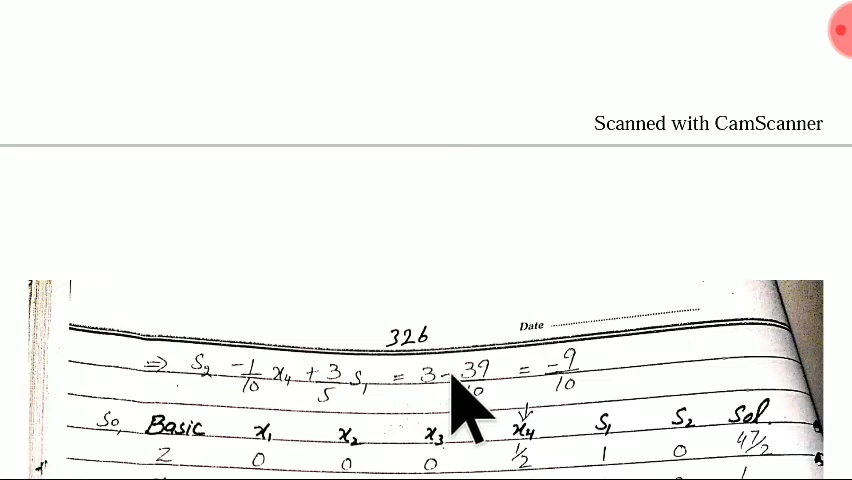 Scanned with CamScanner
326
Date
⇒ S₂ -1/10 x₄ + 3/5 S₁ = 3 - 39/10 = -9/10
So, Basic x₁ x₂ x₃ x₄ S₁ S₂ Sol.
Z 0 0 0 1/2 1 0 47/2